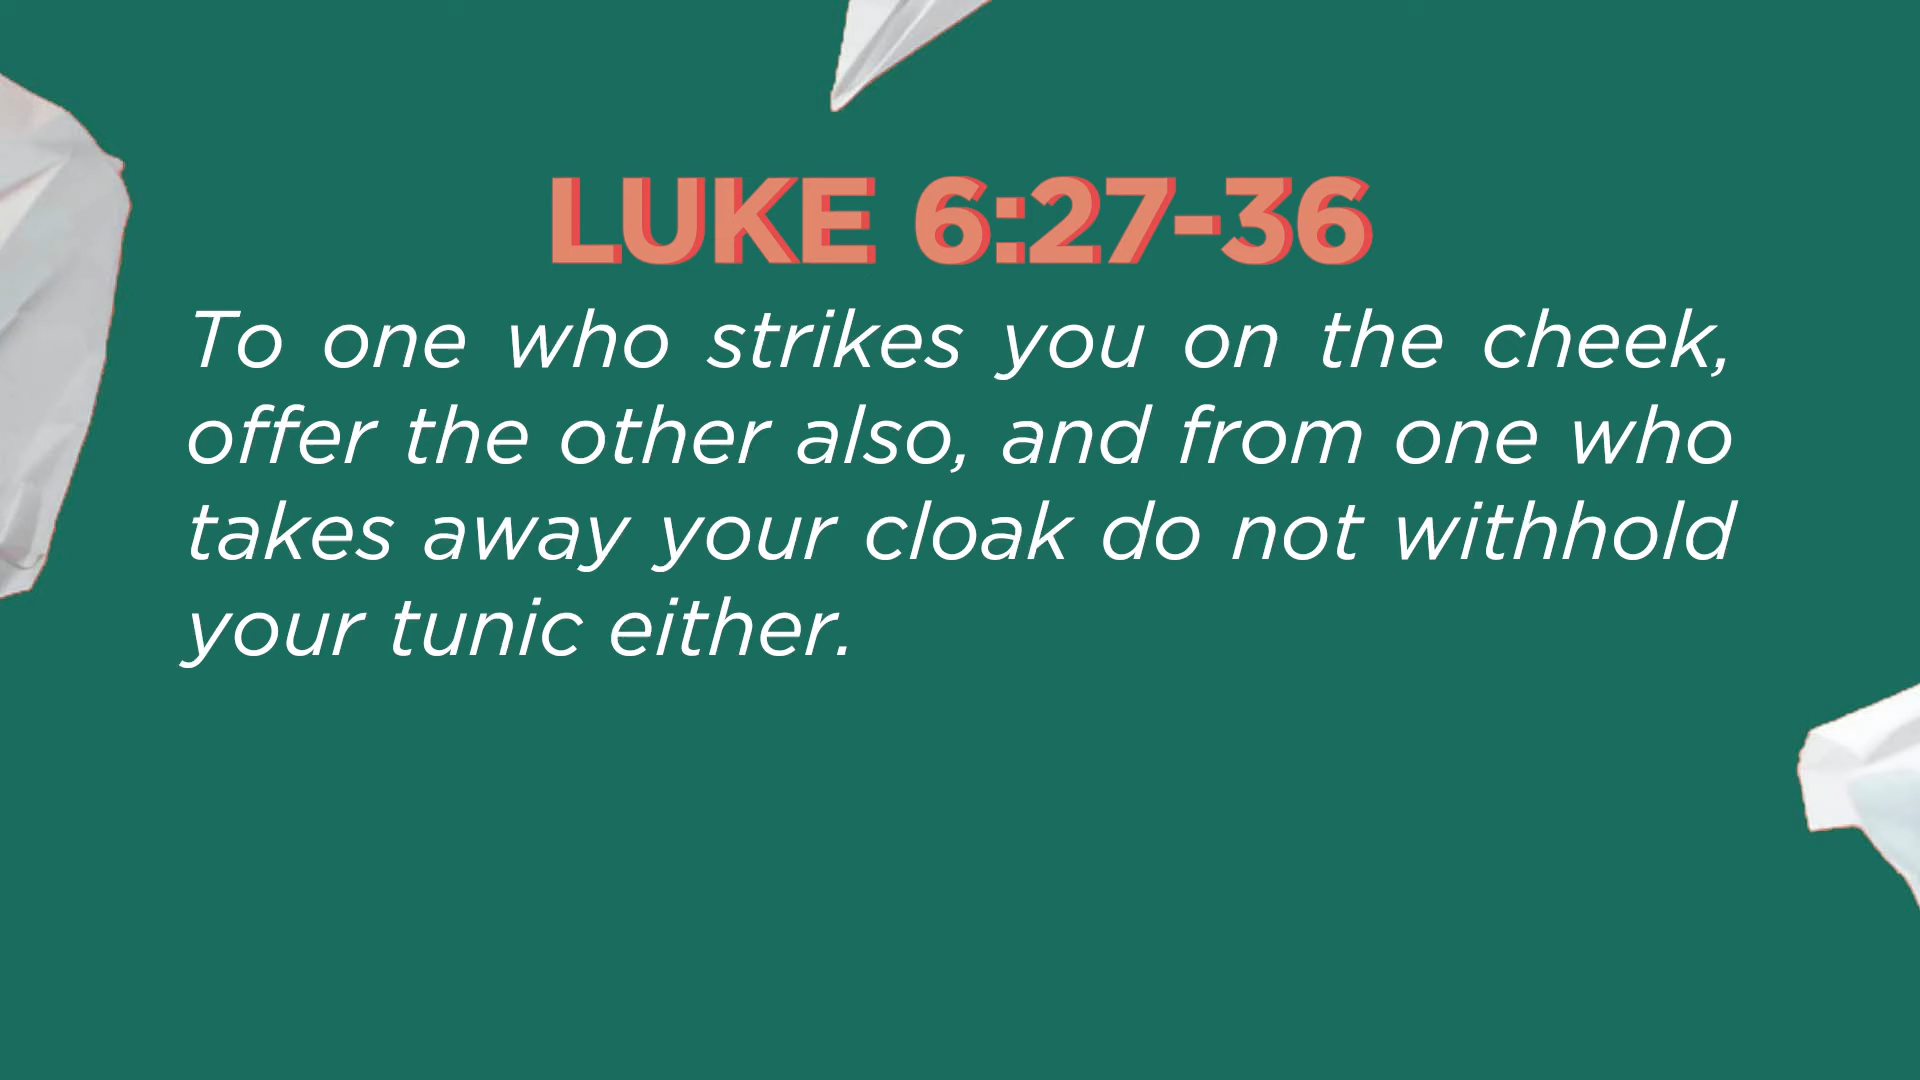 LUKE 6:27-36
To one who strikes you on the cheek,
offer the other also, and from one who
takes away your cloak do not withhold
your tunic either.